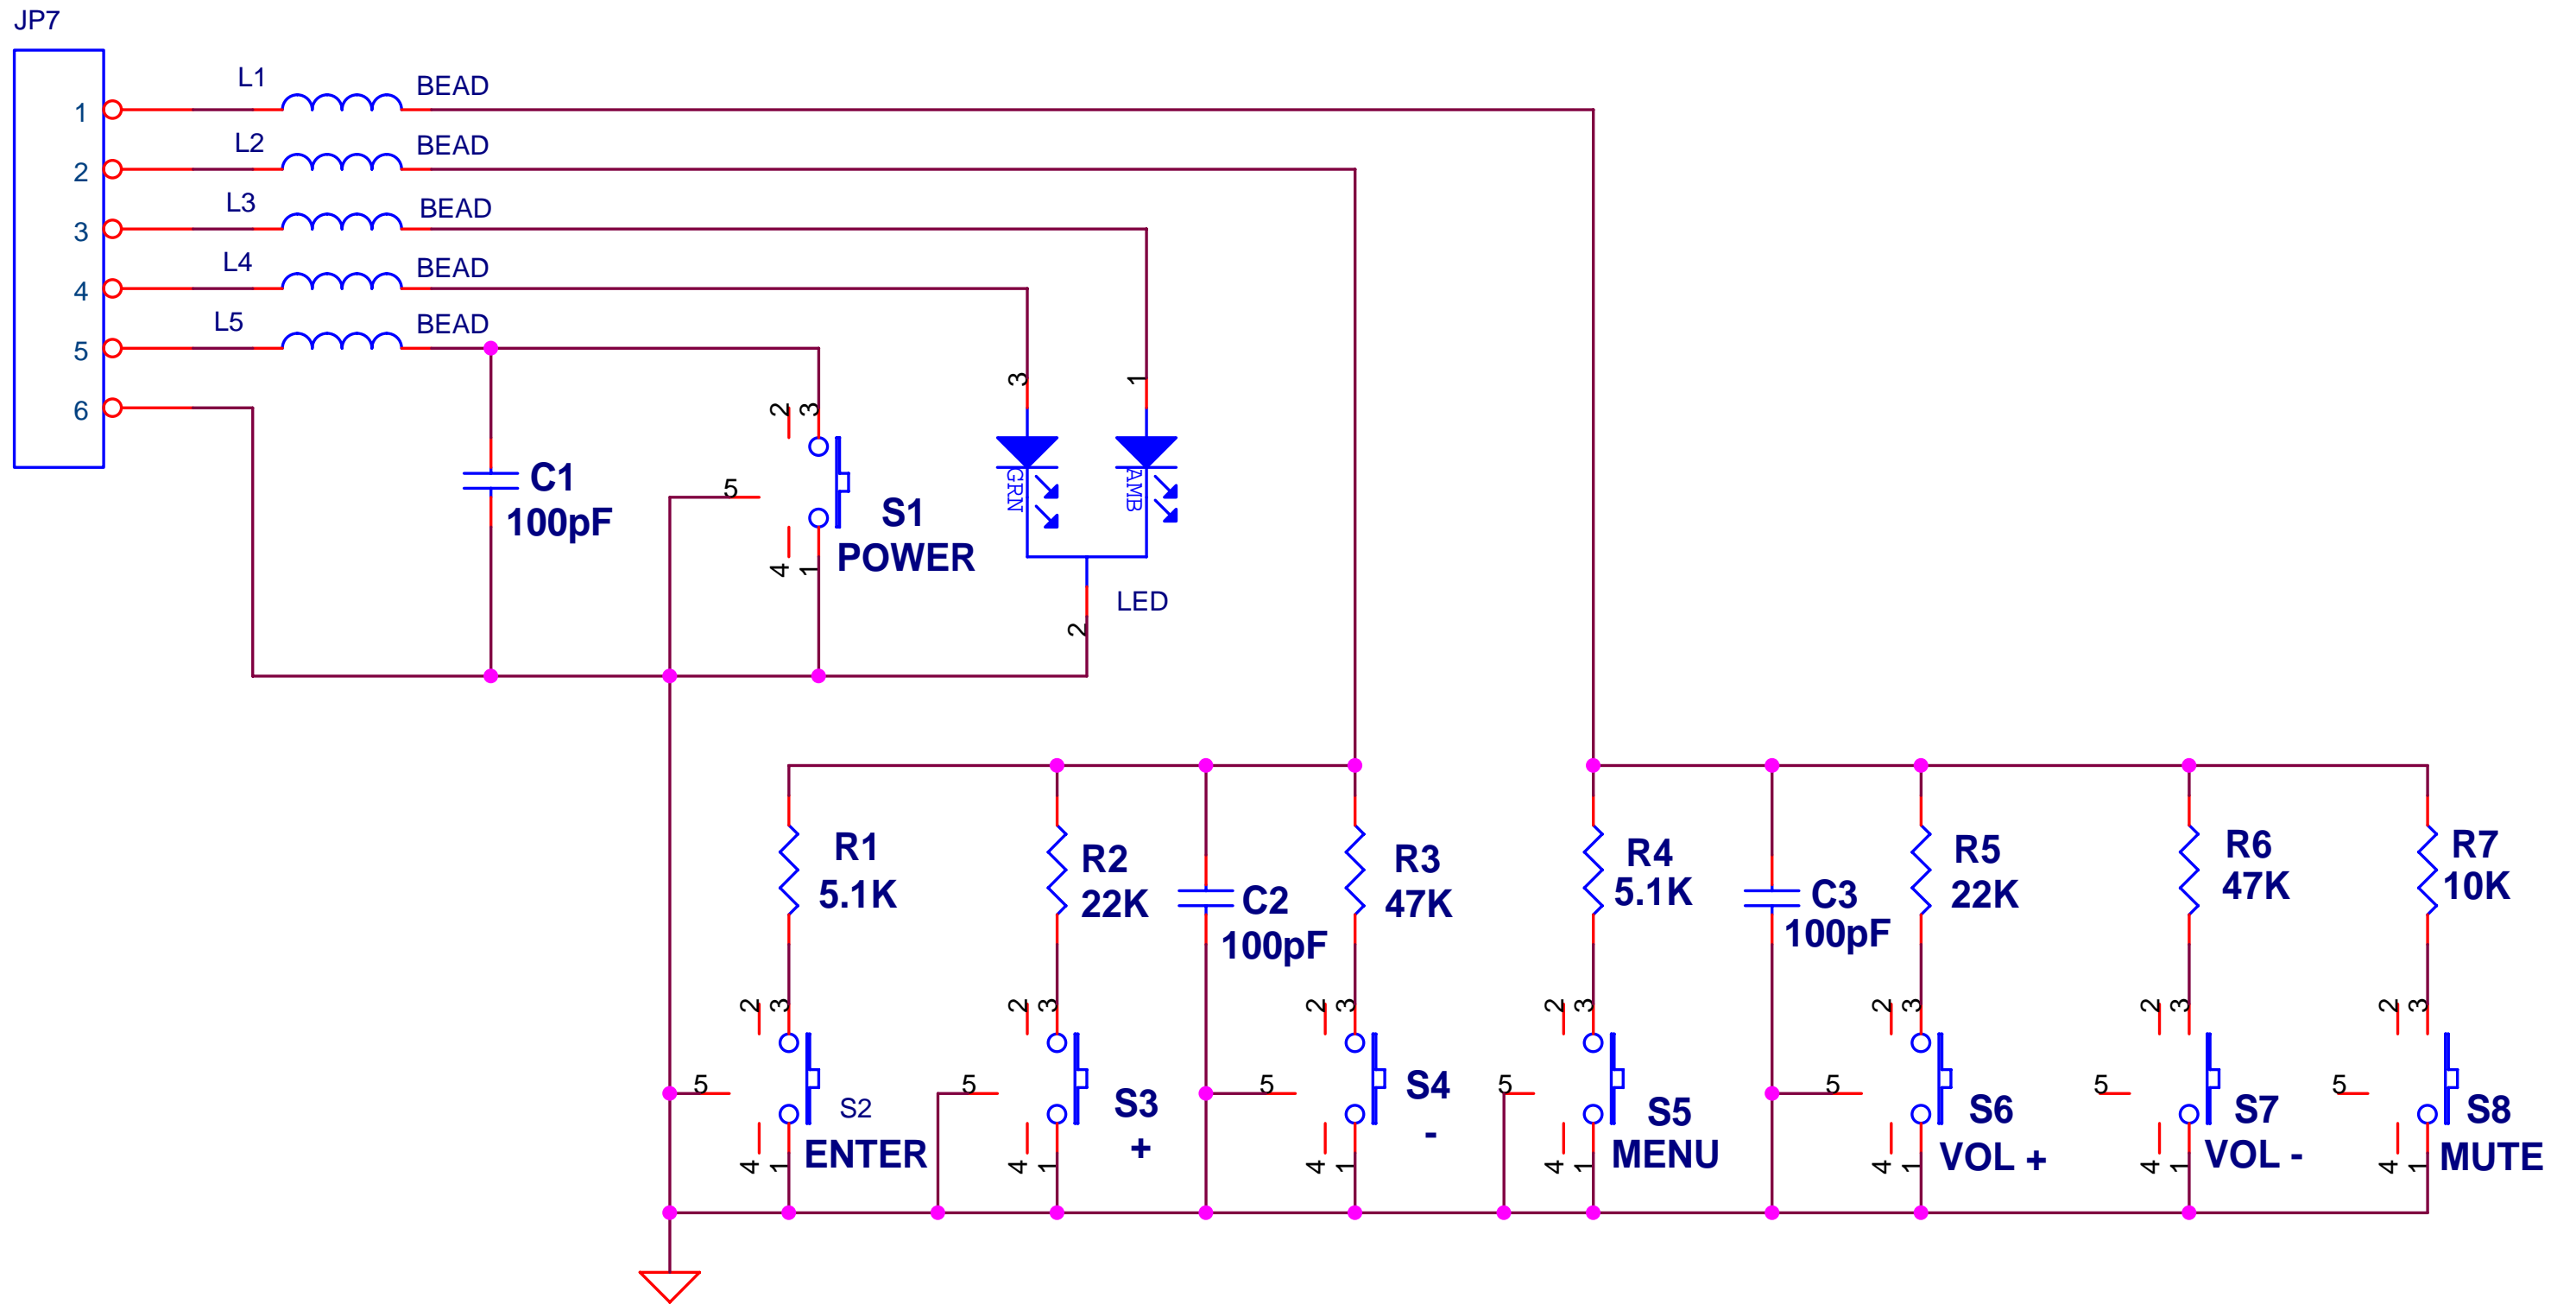 JP7
L1 BEAD
1
L2 BEAD
2
L3 BEAD
3
L4 BEAD
4
L5 BEAD
5
6
3 1
2 3
5
4 1
C1
100pF
S1
POWER
GRN
AMB
LED
2
R1
5.1K
R2
22K
C2
100pF
R3
47K
R4
5.1K
C3
100pF
R5
22K
R6
47K
R7
10K
2 3
5
4 1
S2
ENTER
2 3
5
4 1
S3
+
2 3
5
4 1
S4
-
2 3
5
4 1
S5
MENU
2 3
5
4 1
S6
VOL +
2 3
5
4 1
S7
VOL -
2 3
5
4 1
S8
MUTE